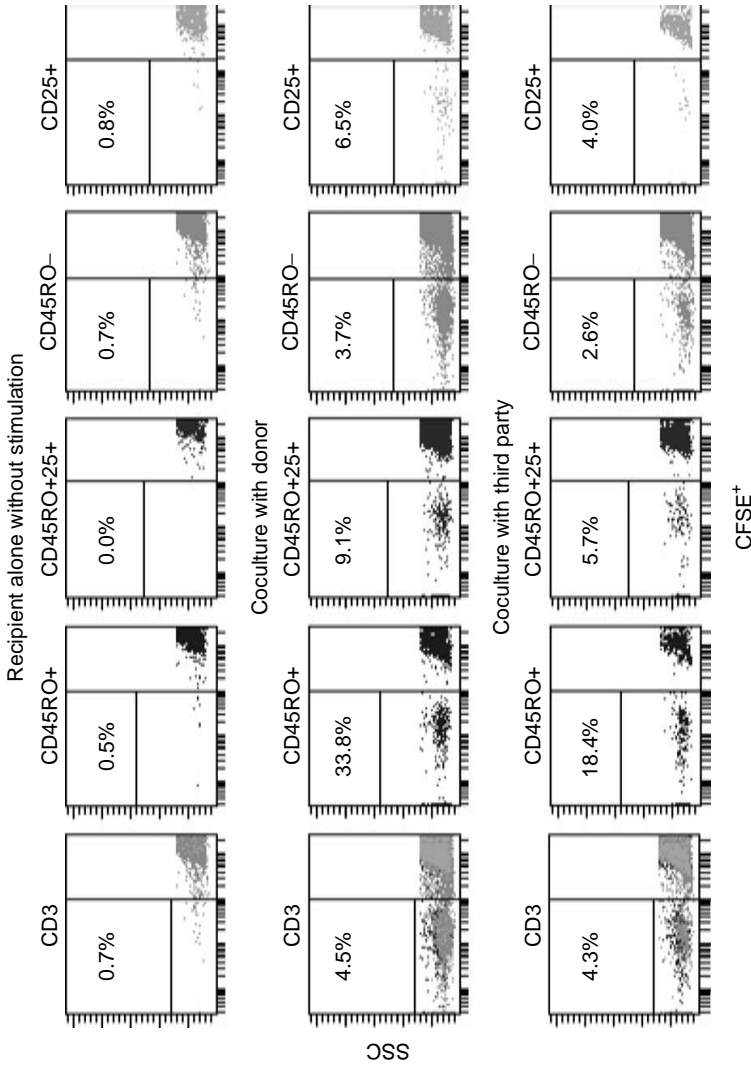 Recipient alone without stimulation
CD3 CD45RO+ CD45RO+25+ CD45RO– CD25+
0.7% 0.5% 0.0% 0.7% 0.8%
Coculture with donor
CD45RO+25+ CD45RO– CD25+
4.5% 33.8% 9.1% 3.7% 6.5%
Coculture with third party
CD3 CD45RO+ CD45RO+25+ CD45RO– CD25+
4.3% 18.4% 5.7% 2.6% 4.0%
SSC
CFSE⁺